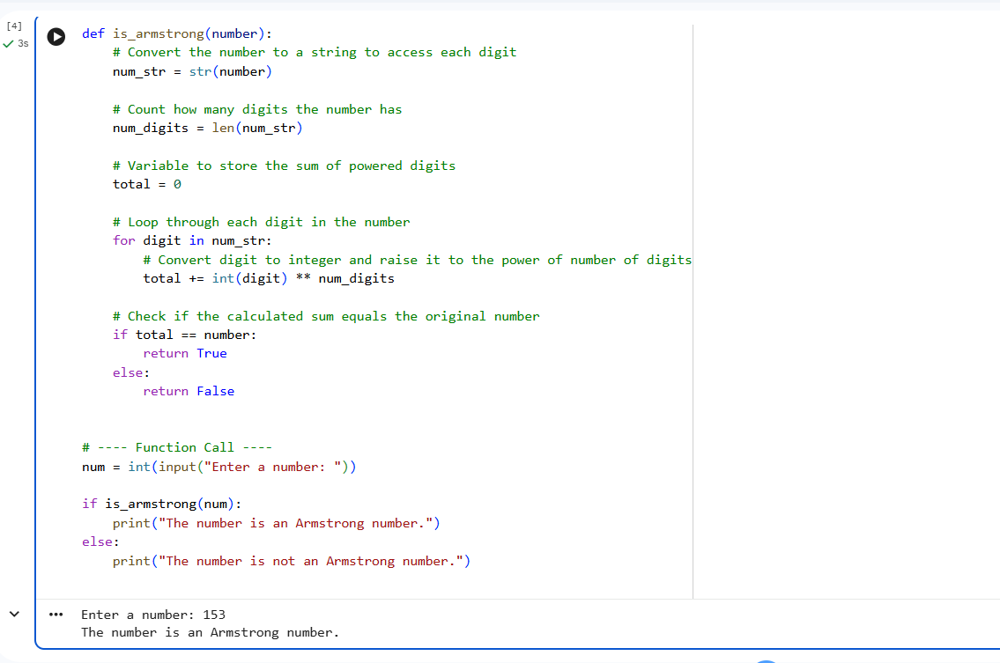 [4]
3s
def is_armstrong(number):
# Convert the number to a string to access each digit
num_str = str(number)
# Count how many digits the number has
num_digits = len(num_str)
# Variable to store the sum of powered digits
total = 0
# Loop through each digit in the number
for digit in num_str:
# Convert digit to integer and raise it to the power of number of digits
total += int(digit) ** num_digits
# Check if the calculated sum equals the original number
if total == number:
return True
else:
return False
# ---- Function Call ----
num = int(input("Enter a number: "))
if is_armstrong(num):
print("The number is an Armstrong number.")
else:
print("The number is not an Armstrong number.")
Enter a number: 153
The number is an Armstrong number.